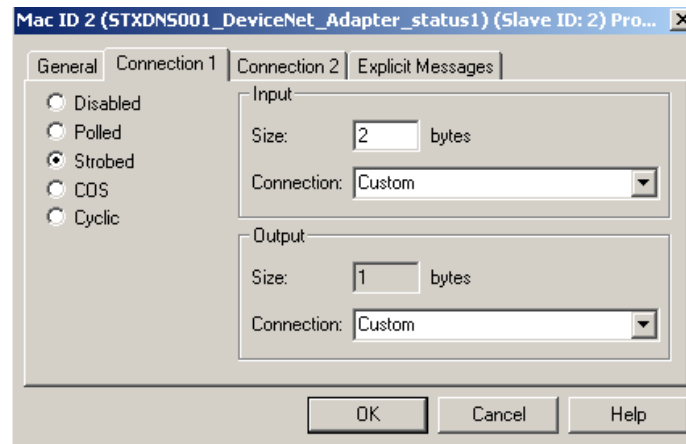 Mac ID 2 (STXDNS001_DeviceNet_Adapter_status1) (Slave ID: 2) Pro...
General Connection 1 Connection 2 Explicit Messages
Disabled
Polled
Strobed
COS
Cyclic
Input
Size: 2 bytes
Connection: Custom
Output
Size: 1 bytes
Connection: Custom
OK Cancel Help